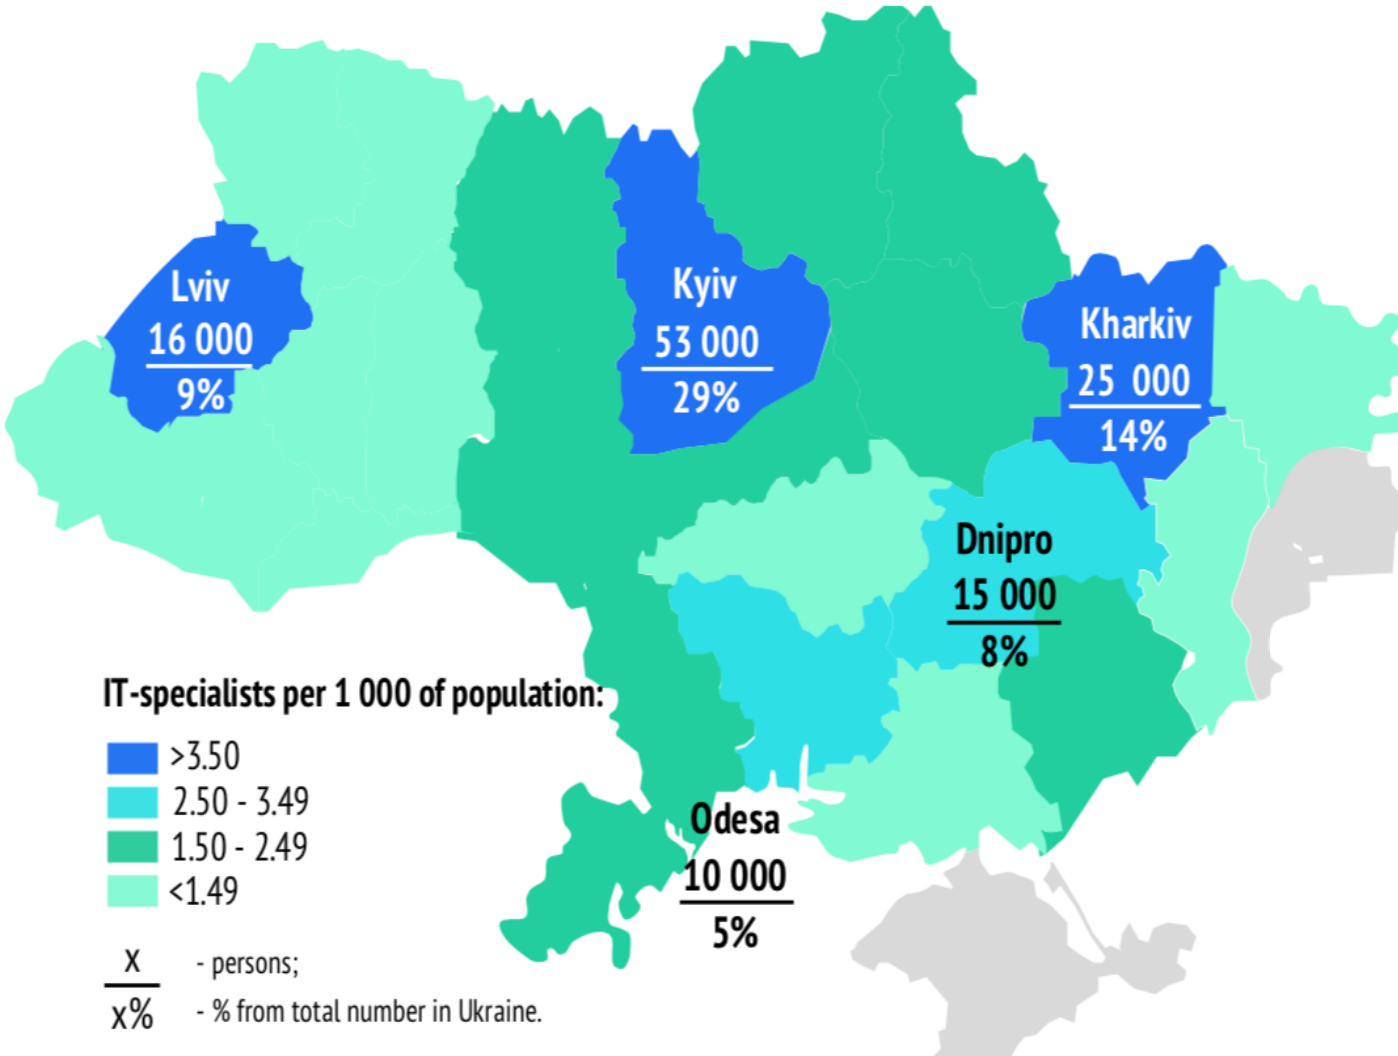 Lviv
16 000
9%
Kyiv
53 000
29%
Kharkiv
25 000
14%
Dnipro
15 000
8%
Odesa
10 000
5%
IT-specialists per 1 000 of population:
>3.50
2.50 - 3.49
1.50 - 2.49
<1.49
x - persons;
x% - % from total number in Ukraine.